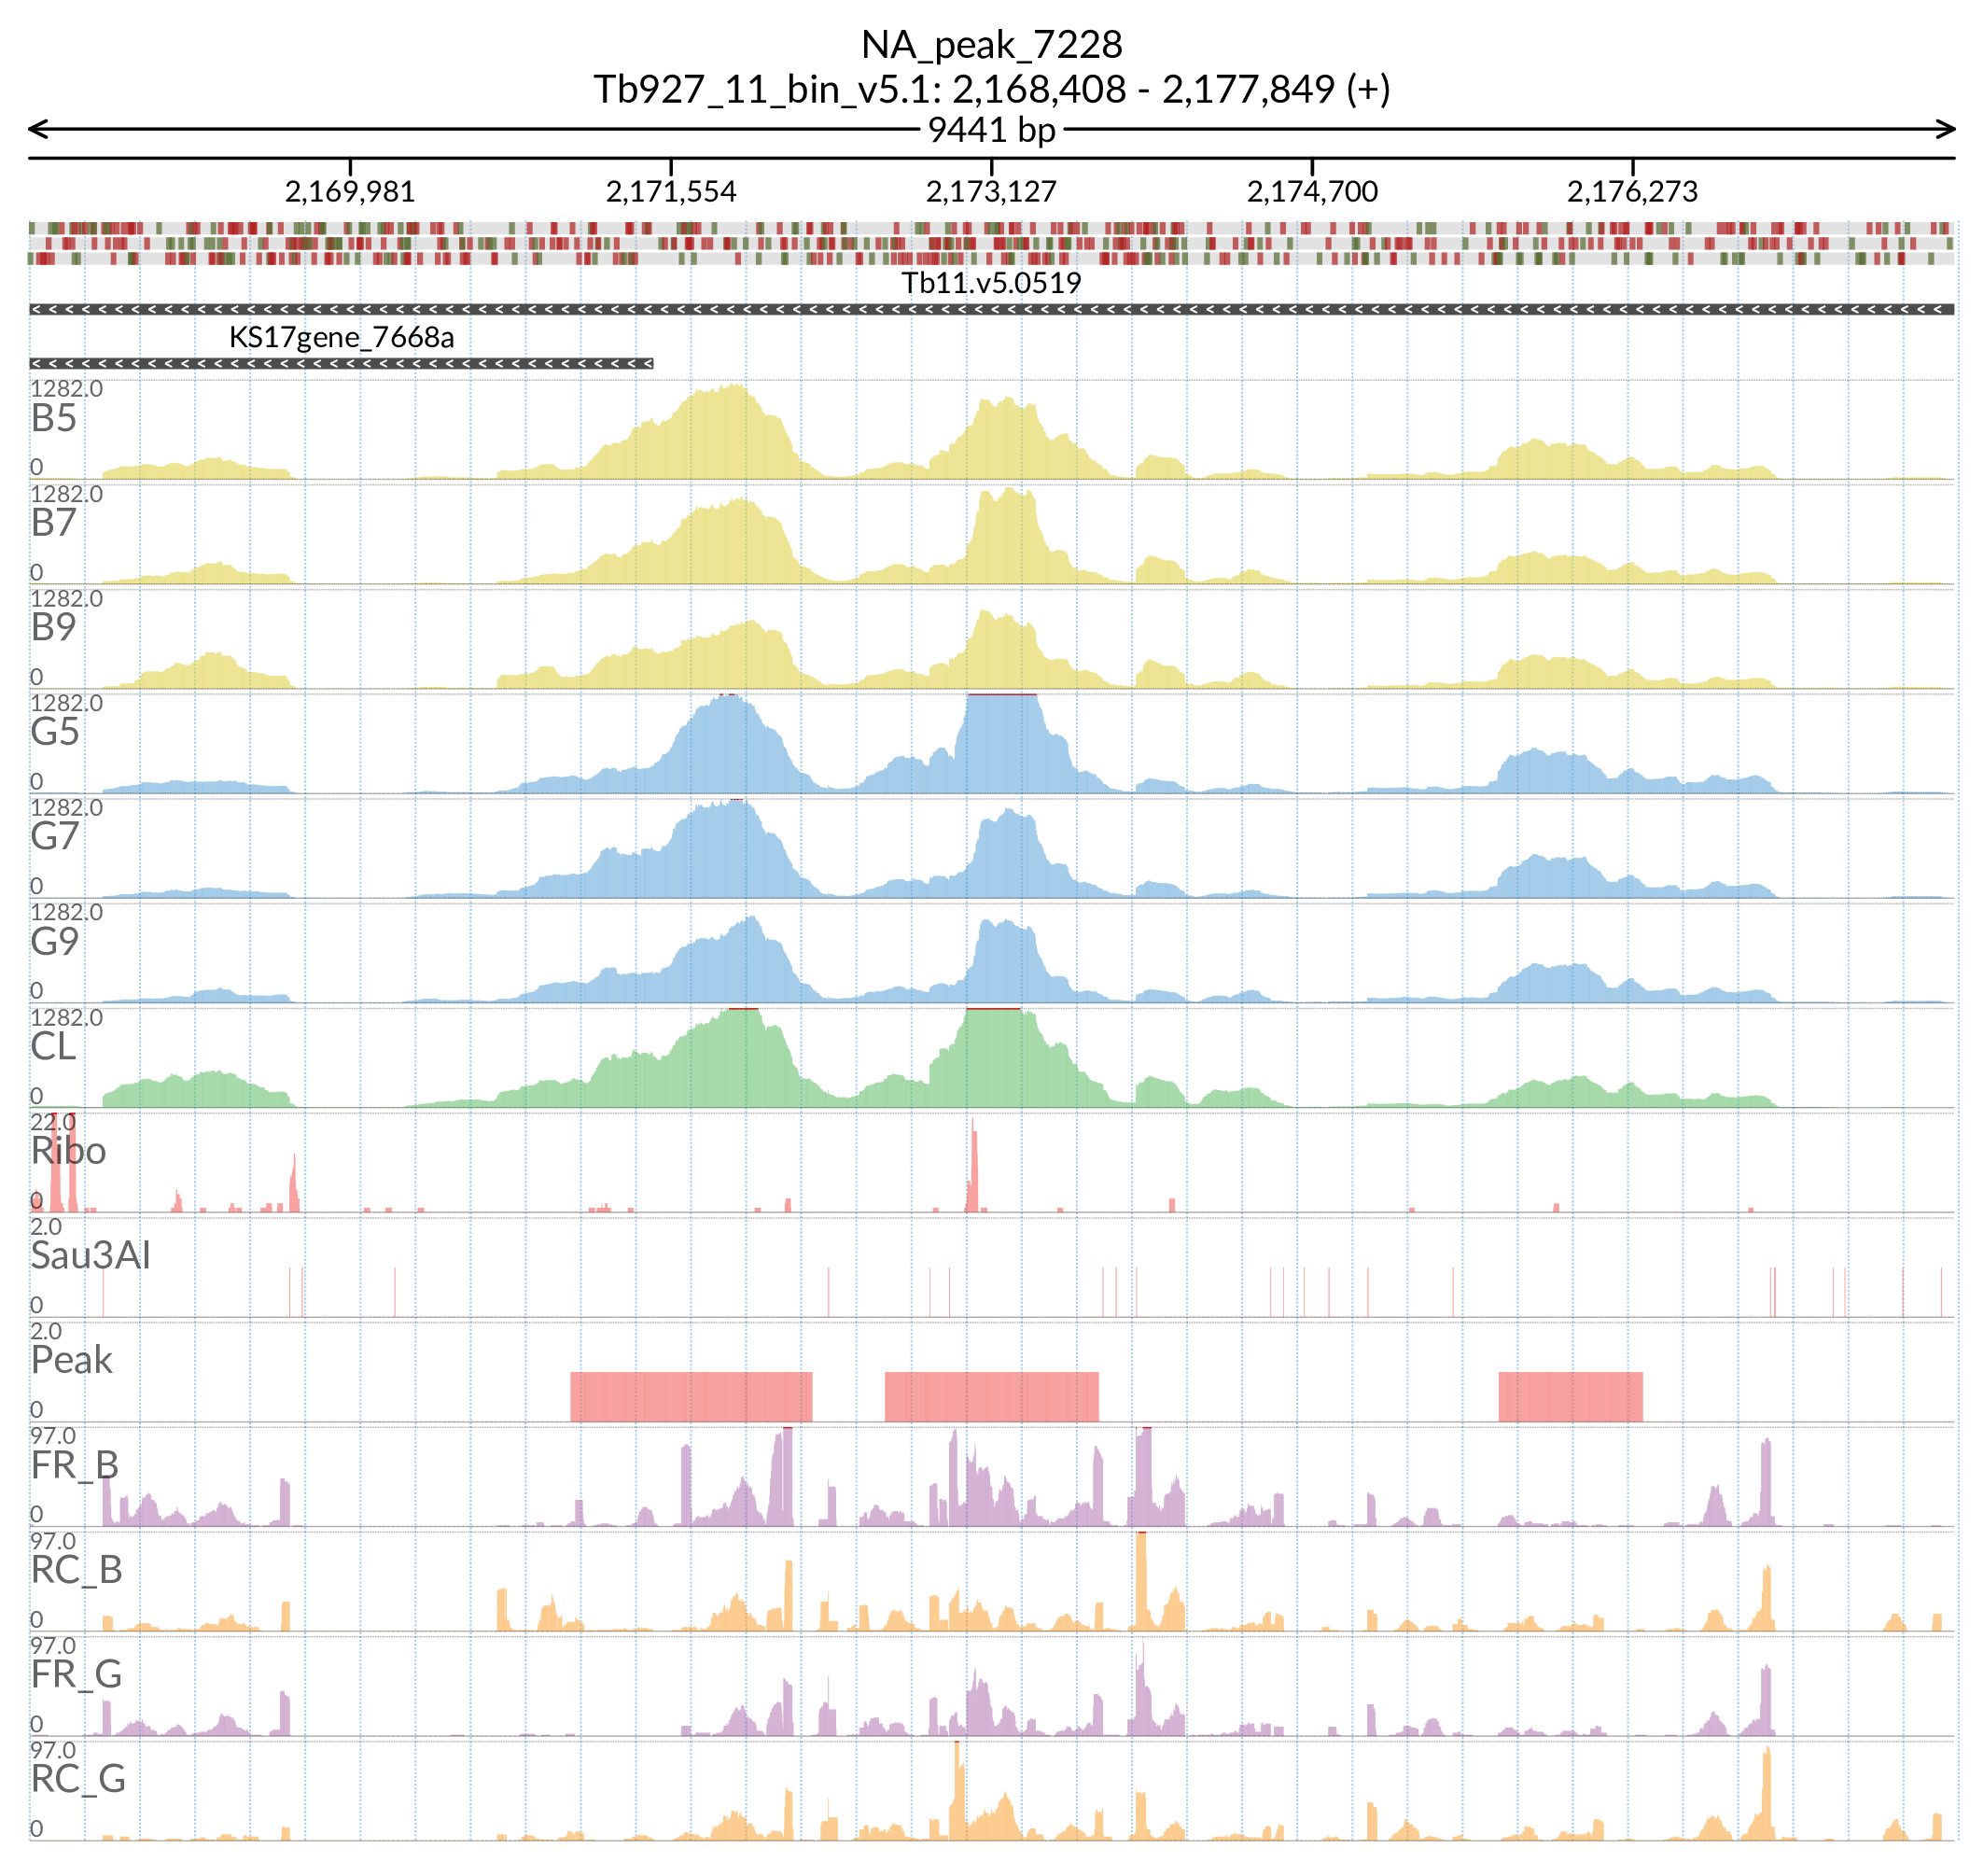 NA_peak_7228
Tb927_11_bin_v5.1: 2,168,408 - 2,177,849 (+)
9441 bp
2,169,981 2,171,554 2,173,127 2,174,700 2,176,273
Tb11.v5.0519
KS17gene_7668a
1282.0
B5
0
1282.0
B7
0
1282.0
B9
0
1282.0
G5
0
1282.0
G7
0
1282.0
G9
0
1282.0
CL
0
22.0
Ribo
0
2.0
Sau3AI
0
2.0
Peak
0
97.0
FR_B
0
97.0
RC_B
0
97.0
FR_G
0
97.0
RC_G
0